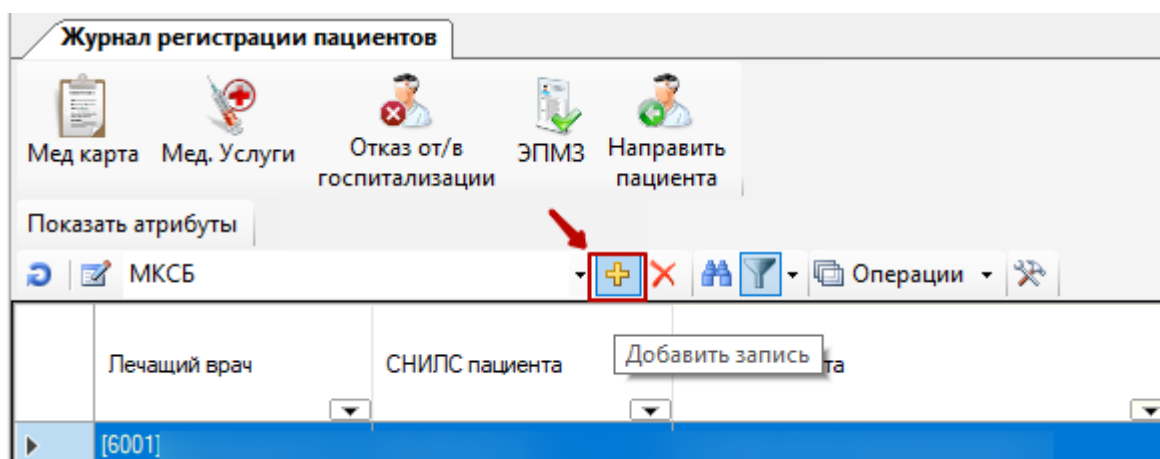 Журнал регистрации пациентов
Мед карта Мед. Услуги Отказ от/в госпитализации ЭПМЗ Направить пациента
Показать атрибуты
МКСБ Операции
Лечащий врач СНИЛС пациента та
Добавить запись
[6001]